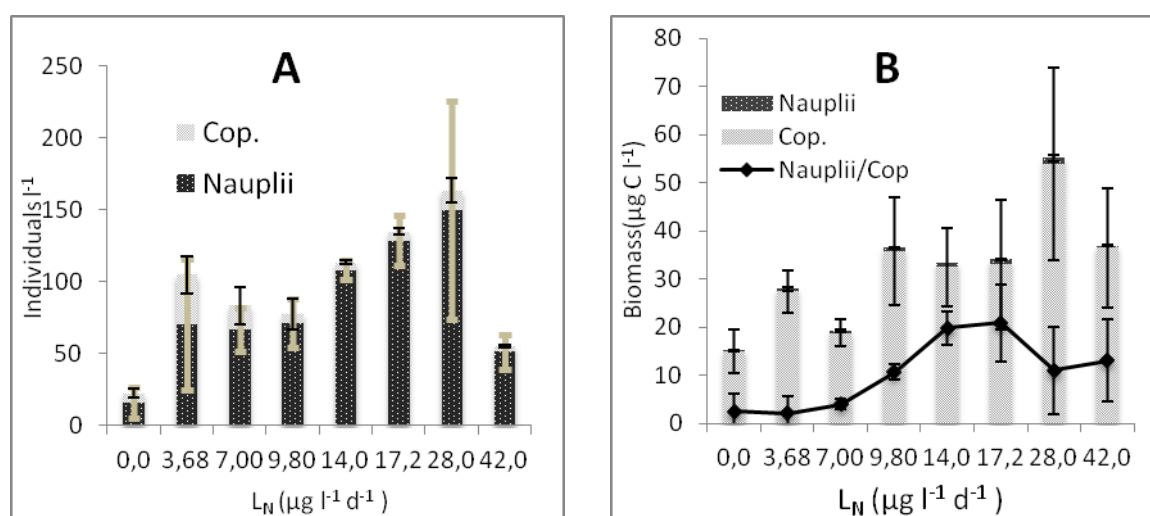 A
250
200
150
100
50
0
Individuals l-1
Cop.
Nauplii
0,0 3,68 7,00 9,80 14,0 17,2 28,0 42,0
LN (µg l-1 d-1 )
B
80
70
60
50
40
30
20
10
0
Biomass(µg C l-1)
Nauplii
Cop.
Nauplii/Cop
0,0 3,68 7,00 9,80 14,0 17,2 28,0 42,0
LN (µg l-1 d-1 )